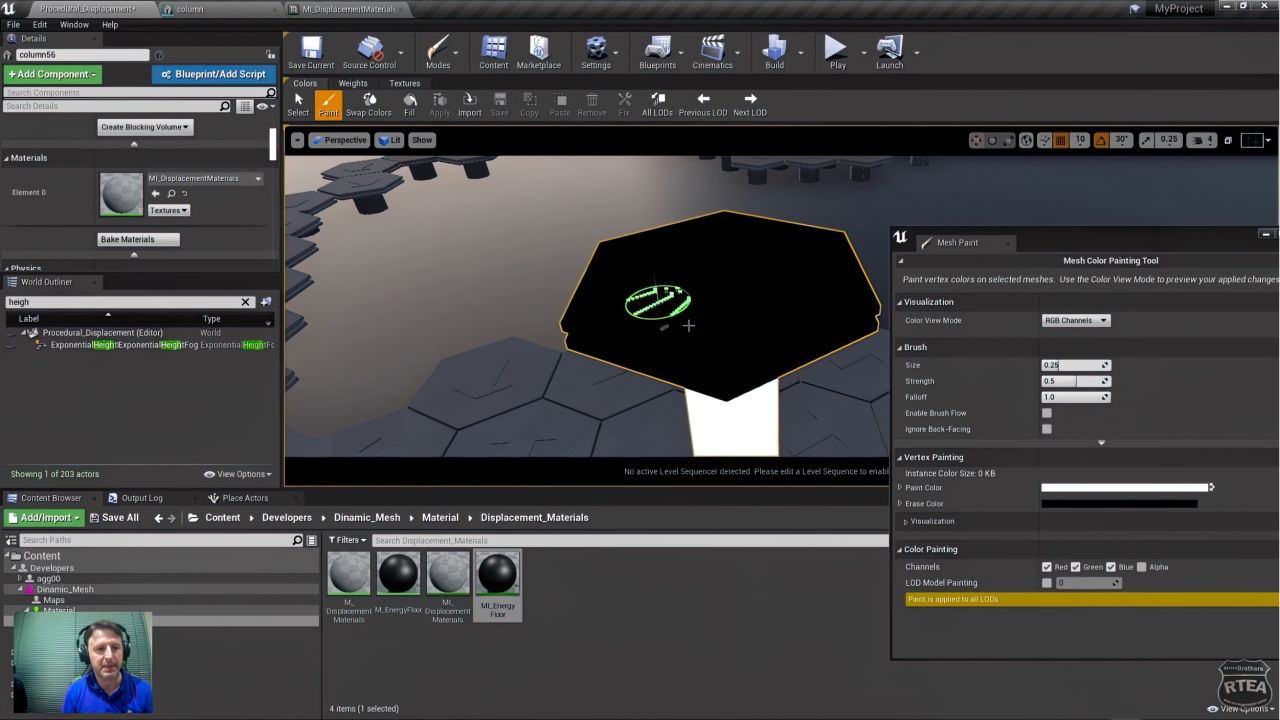 Procedural_Displacement*
column
MI_DisplacementMaterials
MyProject
File Edit Window Help
Details
column56
+Add Component
Blueprint/Add Script
Search Components
Search Details
Create Blocking Volume
Materials
Element 0
MI_DisplacementMaterials
Textures
Bake Materials
Physics
World Outliner
heigh
Label Type
Procedural_Displacement (Editor) World
Showing 1 of 203 actors
View Options
Save Current Source Control Modes Content Marketplace Settings Blueprints Cinematics Build Play Launch
Colors Weights Textures
Select Paint Swap Colors Fill Apply Import Save Copy Paste Remove Fix All LODs Previous LOD Next LOD
Perspective Lit Show
10 30° 0.25 4
No active Level Sequencer detected. Please edit a Level Sequence to enabl
Mesh Paint
Mesh Color Painting Tool
Paint vertex colors on selected meshes. Use the Color View Mode to preview your applied changes
Visualization
Color View Mode RGB Channels
Brush
Size 0.25
Strength 0.5
Falloff 1.0
Enable Brush Flow
Ignore Back-Facing
Vertex Painting
Instance Color Size: 0 KB
Paint Color
Erase Color
Visualization
Color Painting
Channels Red Green Blue Alpha
LOD Model Painting 0
Paint is applied to all LODs.
Content Browser Output Log Place Actors
Add/Import Save All Content Developers Dinamic_Mesh Material Displacement_Materials
Search Paths
Filters Search Displacement_Materials
Content
Developers
agg00
Dinamic_Mesh
Maps
Material
M_
Displacement
Materials
M_EnergyFloor
MI_
Displacement
Materials
MI_Energy
Floor
4 items (1 selected)
View Options
RTEA